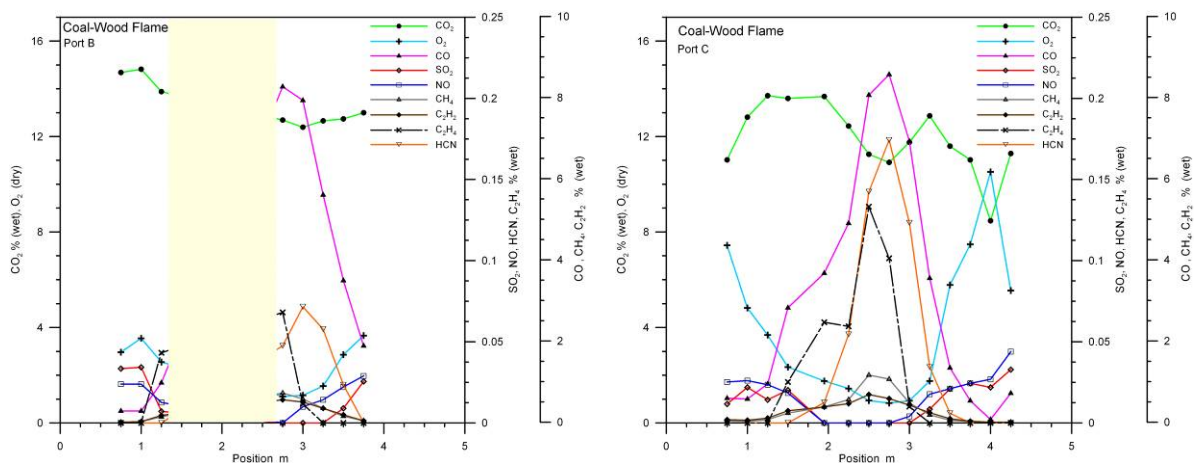 Coal-Wood Flame
Port B
CO₂
O₂
CO
SO₂
NO
CH₄
C₂H₂
C₂H₄
HCN
16
12
8
4
0
CO₂ % (wet), O₂ (dry)
0 1 2 3 4 5
Position m
0.25
0.2
0.15
0.1
0.05
0
SO₂, NO, HCN, C₂H₄ % (wet)
10
8
6
4
2
0
CO, CH₄, C₂H₂ % (wet)
Coal-Wood Flame
Port C
CO₂
O₂
CO
SO₂
NO
CH₄
C₂H₂
C₂H₄
HCN
16
12
8
4
0
CO₂ % (wet), O₂ (dry)
0 1 2 3 4 5
Position m
0.25
0.2
0.15
0.1
0.05
0
SO₂, NO, HCN, C₂H₄ % (wet)
10
8
6
4
2
0
CO, CH₄, C₂H₂ % (wet)